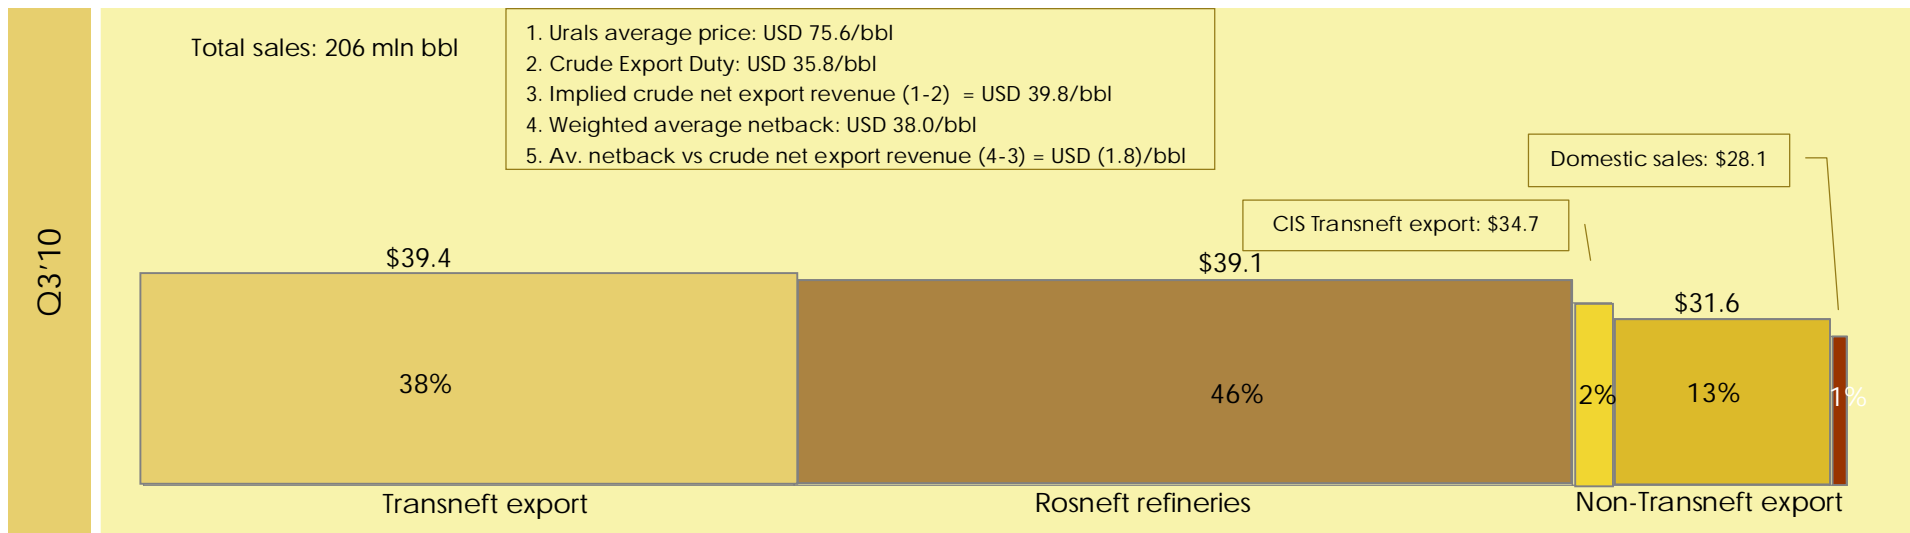 Q3'10
Total sales: 206 mln bbl
1. Urals average price: USD 75.6/bbl
2. Crude Export Duty: USD 35.8/bbl
3. Implied crude net export revenue (1-2) = USD 39.8/bbl
4. Weighted average netback: USD 38.0/bbl
5. Av. netback vs crude net export revenue (4-3) = USD (1.8)/bbl
Domestic sales: $28.1
CIS Transneft export: $34.7
$39.4
$39.1
$31.6
38%
46%
2%
13%
1%
Transneft export
Rosneft refineries
Non-Transneft export